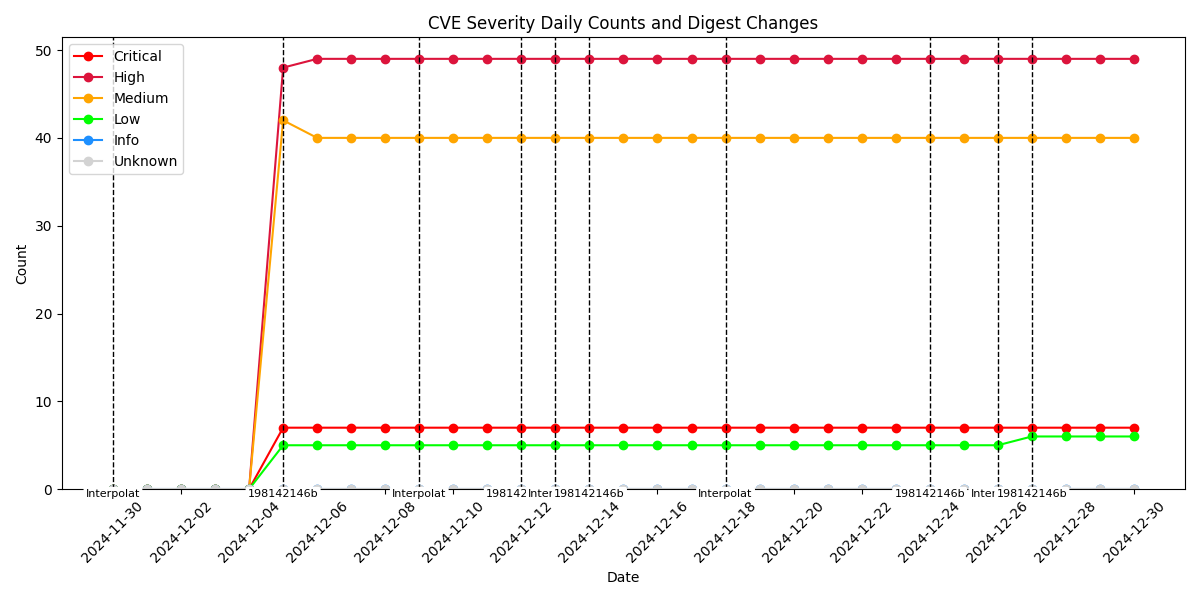 CVE Severity Daily Counts and Digest Changes
Critical
High
Medium
Low
Info
Unknown
50
40
30
20
10
0
Count
Interpolat
198142146b
Interpolat
198142
Inter
198142146b
Interpolat
198142146b
Inter
198142146b
2024-11-30
2024-12-02
2024-12-04
2024-12-06
2024-12-08
2024-12-10
2024-12-12
2024-12-14
2024-12-16
2024-12-18
2024-12-20
2024-12-22
2024-12-24
2024-12-26
2024-12-28
2024-12-30
Date